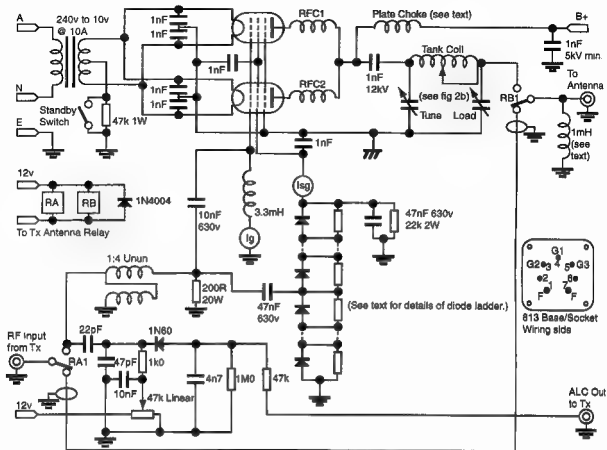 A
240v to 10v
@ 10A
N
Standby
Switch
47k 1W
E
1nF
1nF
1nF
1nF
1nF
RFC1
RFC2
Plate Choke (see text)
B+
1nF
5kV min
1nF
12kV
Tank Coil
(see fig 2b)
Tune
Load
To
Antenna
RB1
1mH
(see
text)
1nF
Isg
12v
RA
RB
1N4004
To Tx Antenna Relay
10nF
630v
3.3mH
Ig
47nF 630v
22k 2W
1:4 Unun
200R
20W
47nF
630v
(See text for details of diode ladder.)
G1
G2 3 4 5 G3
2 6
1 7
F F
813 Base/Socket
Wiring side
RF Input
from Tx
RA1
22pF
1N60
47pF
1k0
10nF
47k Linear
4n7
1M0
47k
12v
ALC Out
to Tx